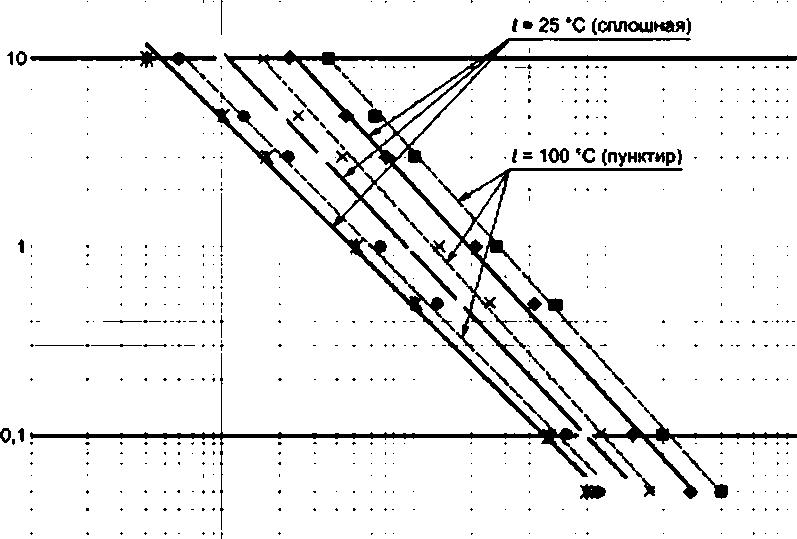 t = 25 °C (сплошная)
10
t = 100 °C (пунктир)
1
0,1